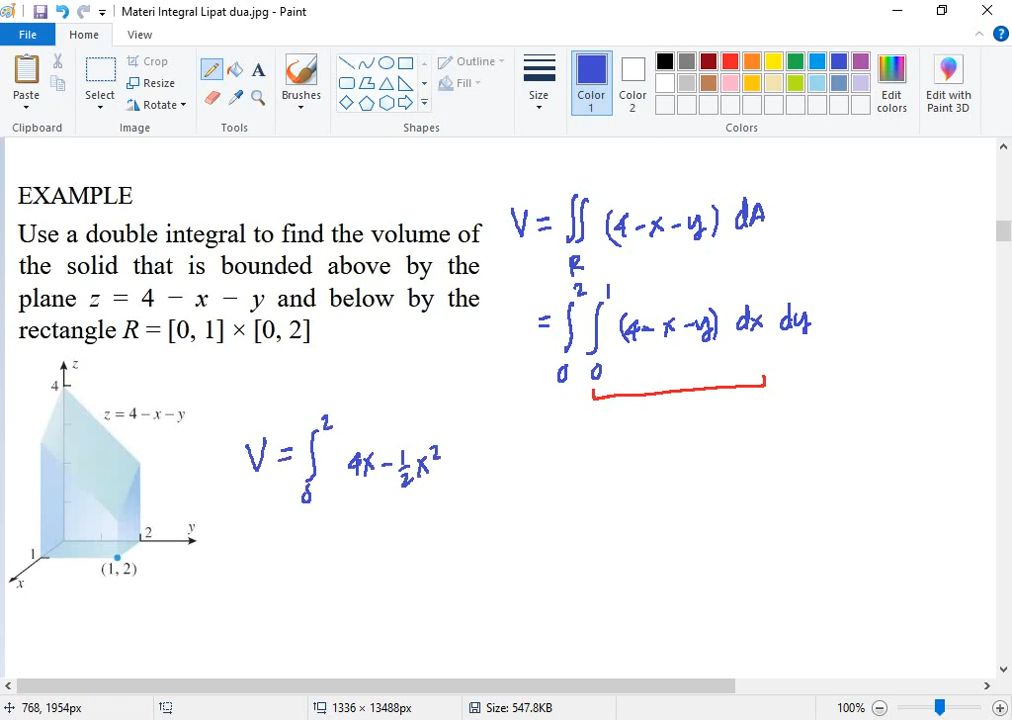 Materi Integral Lipat dua.jpg - Paint
File Home View
Paste Clipboard
Select Crop Resize Rotate Image
Tools
Brushes
Outline Fill Shapes
Size
Color 1 Color 2 Colors
Edit colors
Edit with Paint 3D
EXAMPLE
Use a double integral to find the volume of
the solid that is bounded above by the
plane z = 4 − x − y and below by the
rectangle R = [0, 1] × [0, 2]
V = ∬ (4-x-y) dA
R
= ∫₀² ∫₀¹ (4-x-y) dx dy
z
4
z = 4 − x − y
y
2
1
(1, 2)
x
V = ∫₀² 4x - 1/2 x²
768, 1954px 1336 × 13488px Size: 547.8KB 100%